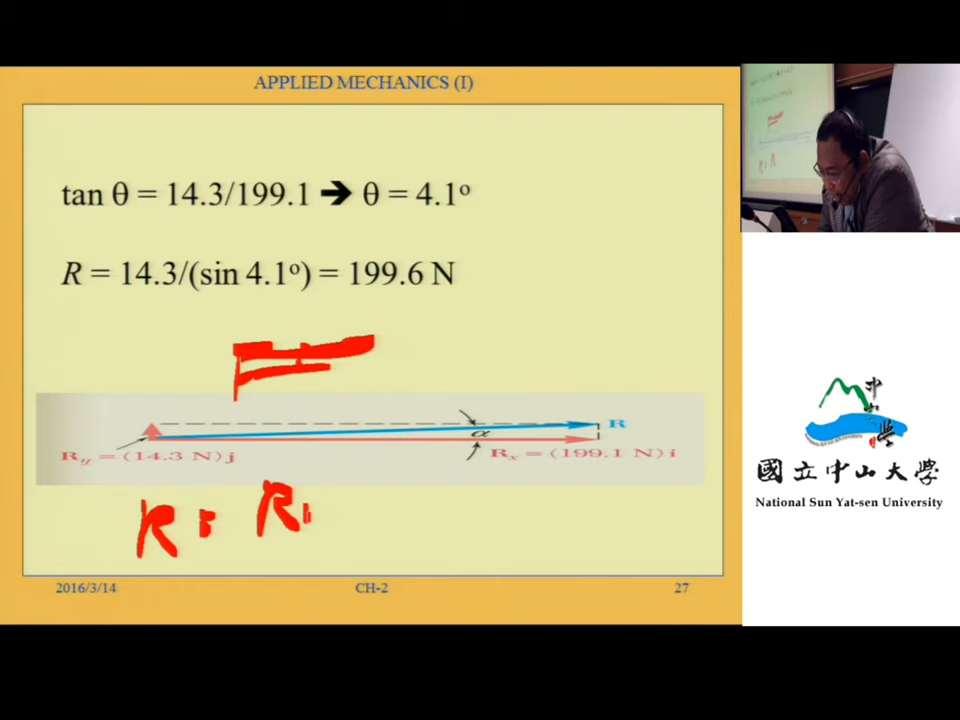 APPLIED MECHANICS (I)
tan θ = 14.3/199.1 ➔ θ = 4.1º
R = 14.3/(sin 4.1º) = 199.6 N
R
α
R_y = (14.3 N) j
R_x = (199.1 N) i
R = R
2016/3/14
CH-2
27
國立中山大學
National Sun Yat-sen University